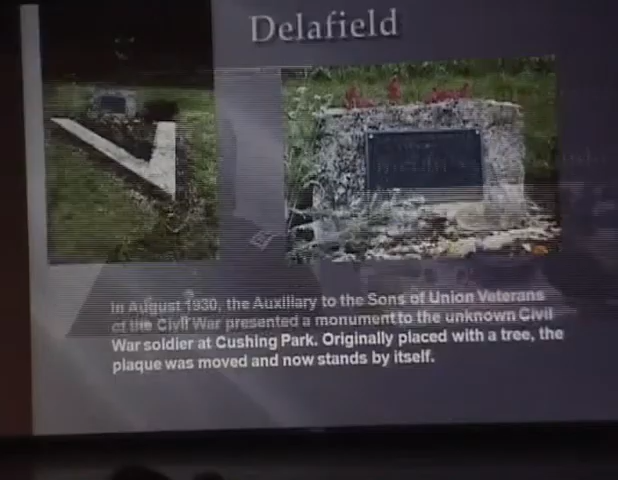 Delafield
In August 1930, the Auxiliary to the Sons of Union Veterans
of the Civil War presented a monument to the unknown Civil
War soldier at Cushing Park. Originally placed with a tree, the
plaque was moved and now stands by itself.